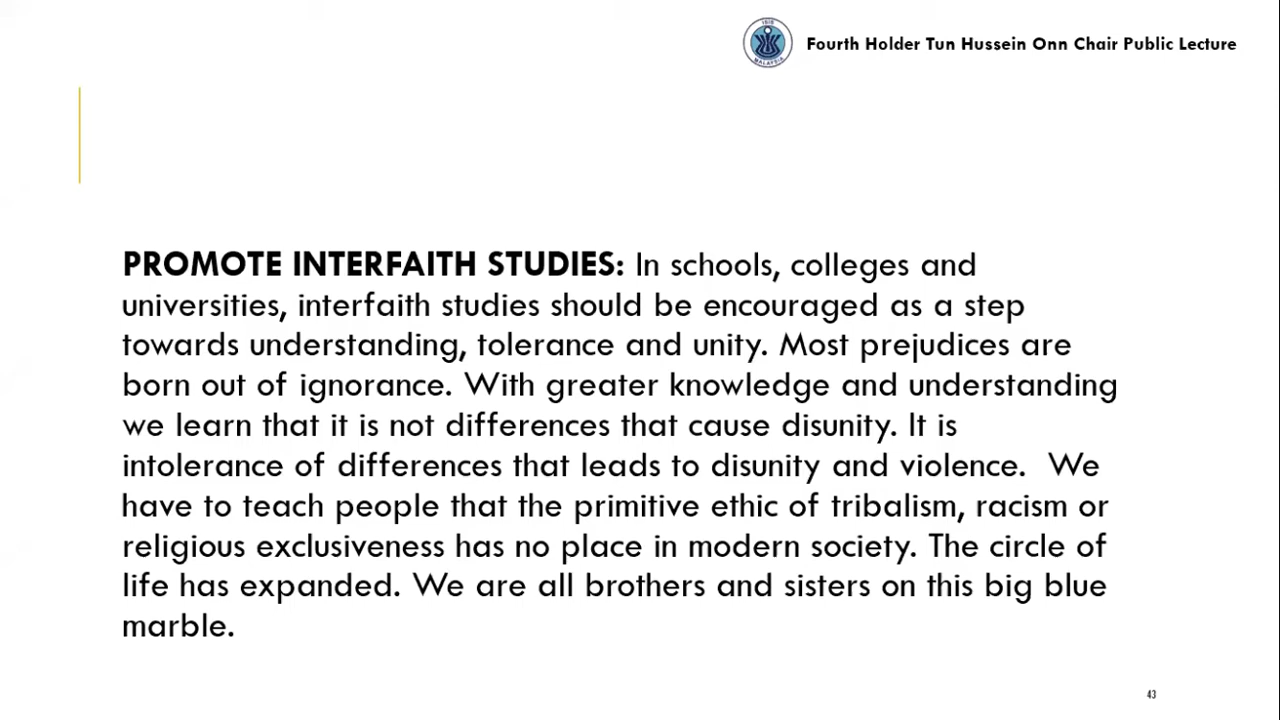 ISIS
MALAYSIA
Fourth Holder Tun Hussein Onn Chair Public Lecture
PROMOTE INTERFAITH STUDIES: In schools, colleges and
universities, interfaith studies should be encouraged as a step
towards understanding, tolerance and unity. Most prejudices are
born out of ignorance. With greater knowledge and understanding
we learn that it is not differences that cause disunity. It is
intolerance of differences that leads to disunity and violence.  We
have to teach people that the primitive ethic of tribalism, racism or
religious exclusiveness has no place in modern society. The circle of
life has expanded. We are all brothers and sisters on this big blue
marble.
43